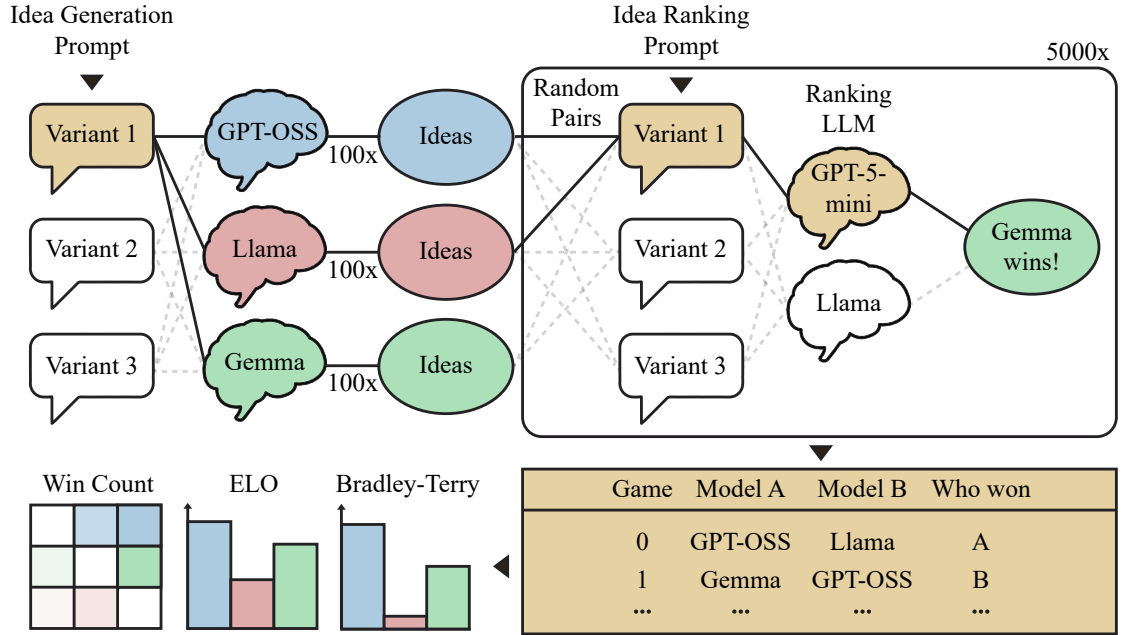 Idea Generation
Prompt
Idea Ranking
Prompt
5000x
Random
Pairs
Ranking
LLM
Variant 1
GPT-OSS
100x
Ideas
Variant 1
GPT-5-
mini
Variant 2
Llama
100x
Ideas
Variant 2
Gemma
wins!
Llama
Variant 3
Gemma
100x
Ideas
Variant 3
Win Count
ELO
Bradley-Terry
Game Model A Model B Who won
0 GPT-OSS Llama A
1 Gemma GPT-OSS B
... ... ... ...